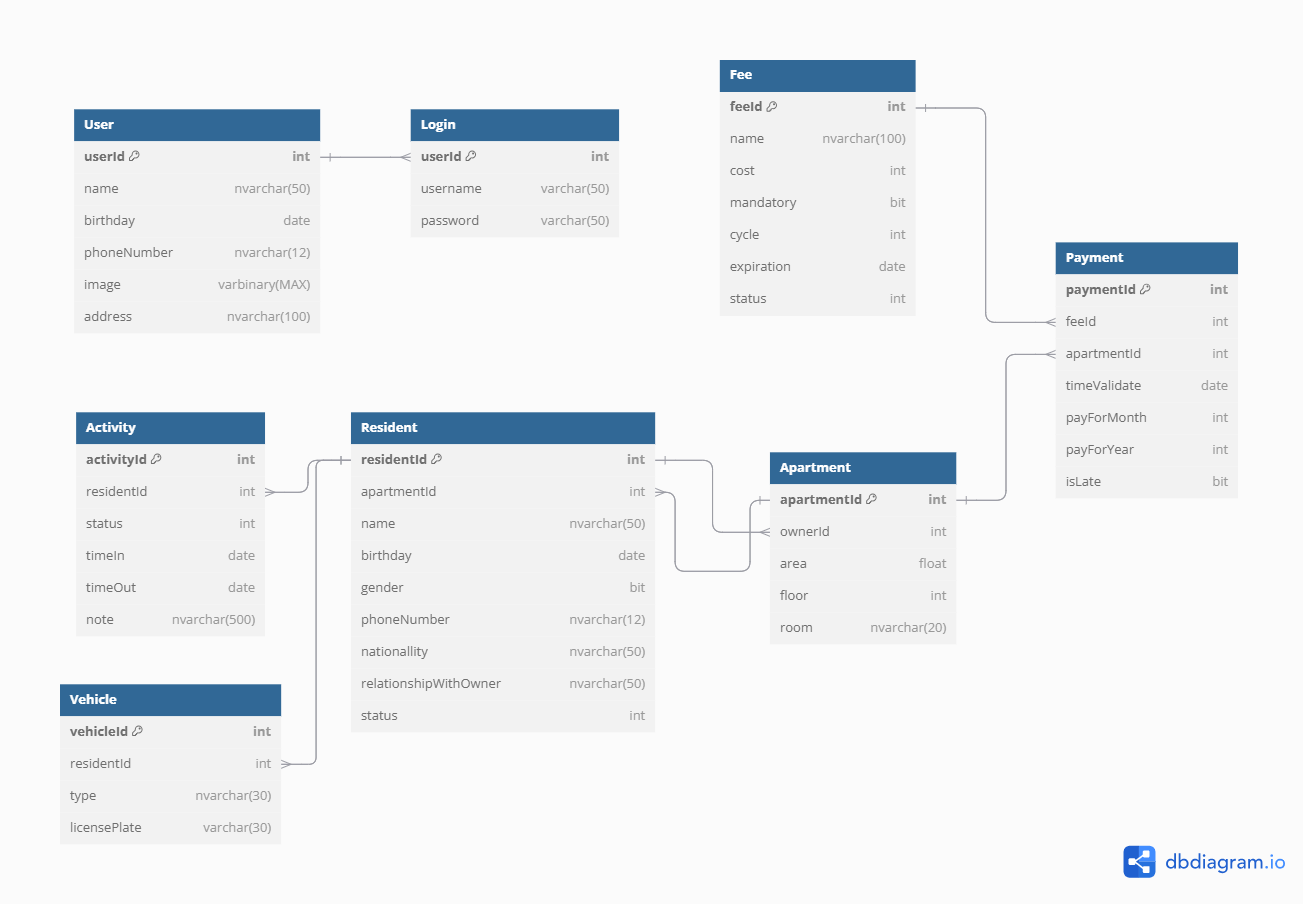 User
userId int
name nvarchar(50)
birthday date
phoneNumber nvarchar(12)
image varbinary(MAX)
address nvarchar(100)
Login
userId int
username varchar(50)
password varchar(50)
Fee
feeId int
name nvarchar(100)
cost int
mandatory bit
cycle int
expiration date
status int
Payment
paymentId int
feeId int
apartmentId int
timeValidate date
payForMonth int
payForYear int
isLate bit
Activity
activityId int
residentId int
status int
timeIn date
timeOut date
note nvarchar(500)
Resident
residentId int
apartmentId int
name nvarchar(50)
birthday date
gender bit
phoneNumber nvarchar(12)
nationallity nvarchar(50)
relationshipWithOwner nvarchar(50)
status int
Apartment
apartmentId int
ownerId int
area float
floor int
room nvarchar(20)
Vehicle
vehicleId int
residentId int
type nvarchar(30)
licensePlate varchar(30)
dbdiagram.io